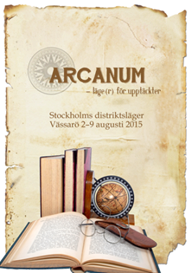 ARCANUM
– läge(r) för upptäckter
Stockholms distriktsläger
Vässarö 2–9 augusti 2015